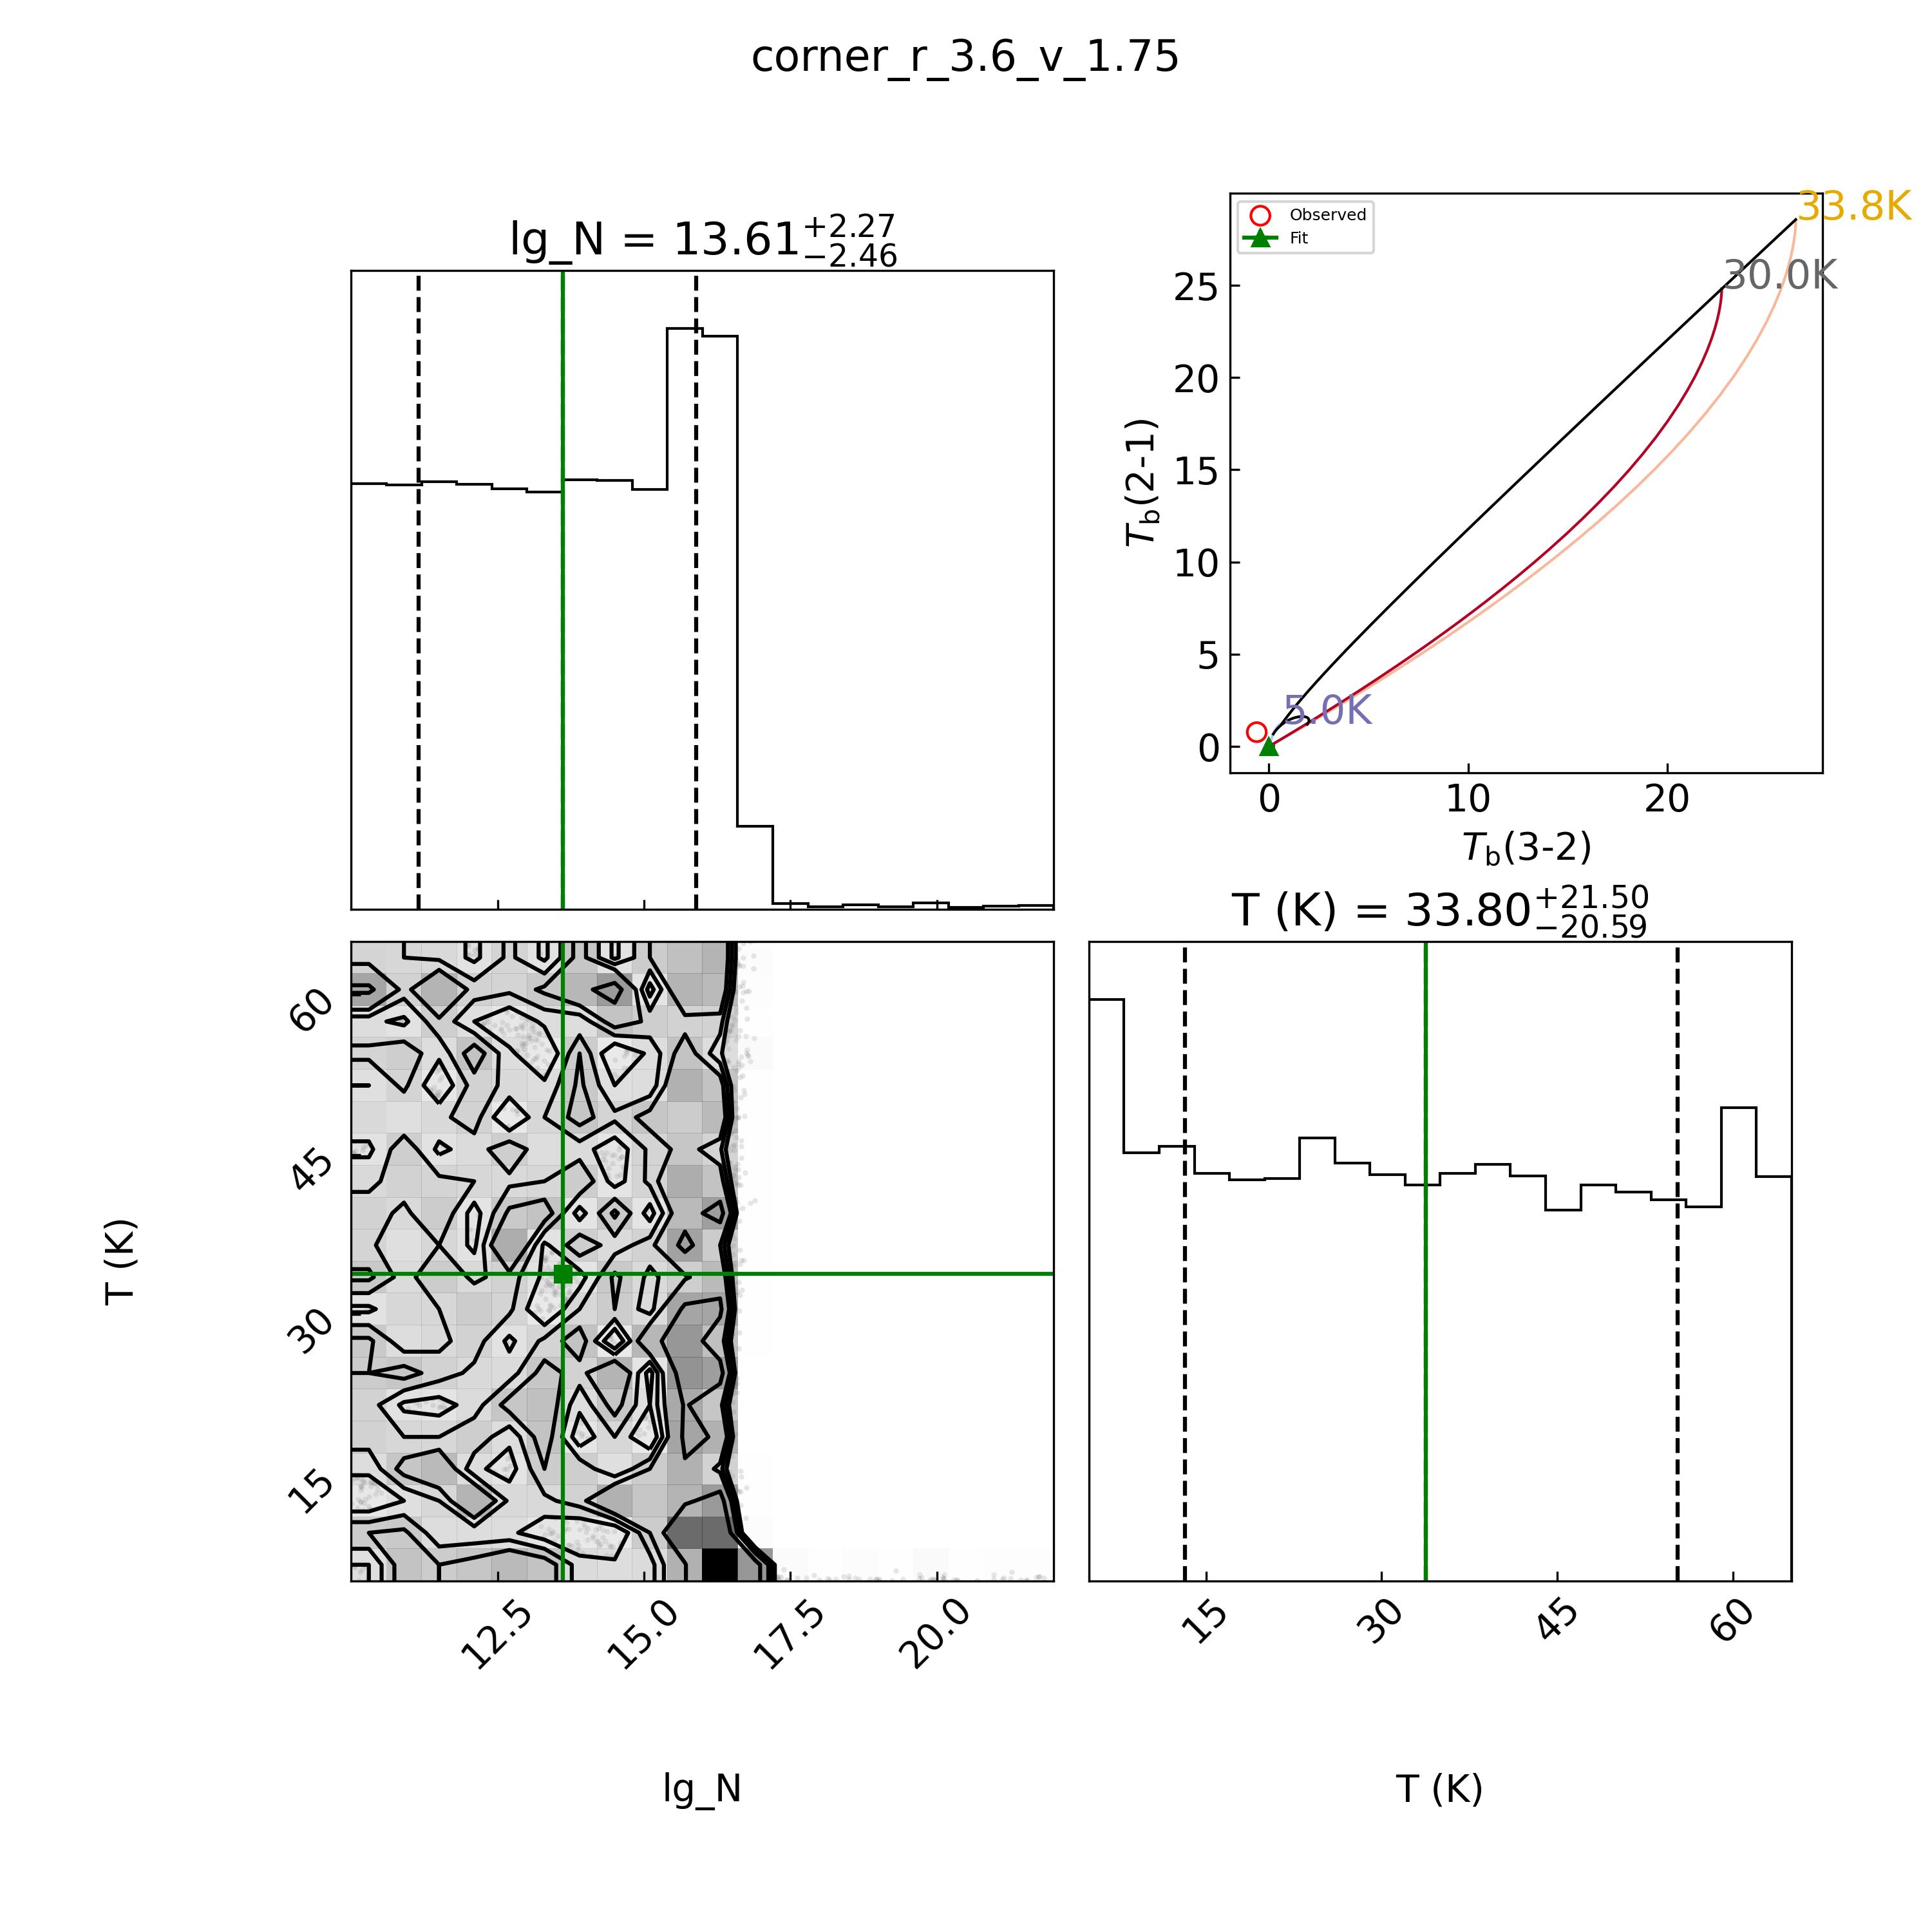 corner_r_3.6_v_1.75
lg_N = 13.61+2.27−2.46
33.8K
Observed
Fit
30.0K
25
20
15
10
5
0
5.0K
Tb(2-1)
0 10 20
Tb(3-2)
T (K) = 33.80+21.50−20.59
60
45
30
15
T (K)
12.5 15.0 17.5 20.0
15 30 45 60
lg_N
T (K)